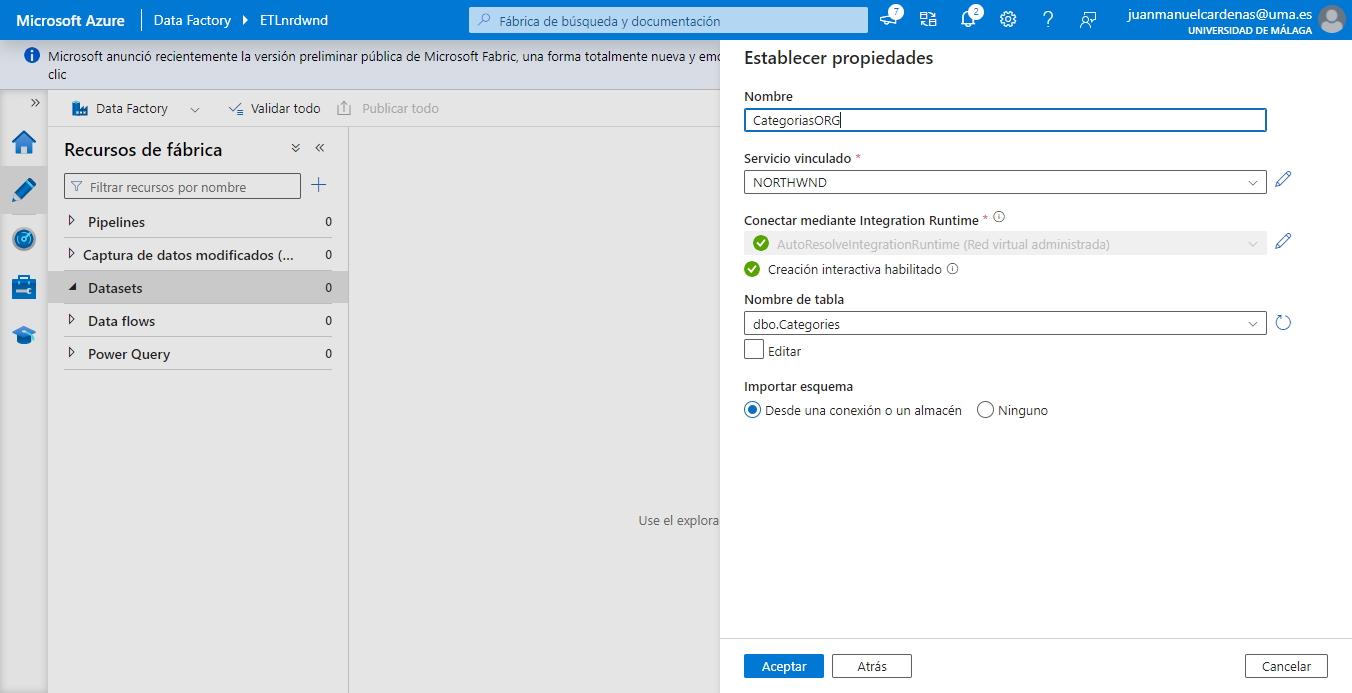 Microsoft Azure
Data Factory
ETLnrdwnd
Fábrica de búsqueda y documentación
7
2
juanmanuelcardenas@uma.es
UNIVERSIDAD DE MÁLAGA
Microsoft anunció recientemente la versión preliminar pública de Microsoft Fabric, una forma totalmente nueva y emo
clic
Data Factory
Validar todo
Publicar todo
Recursos de fábrica
Filtrar recursos por nombre
Pipelines 0
Captura de datos modificados (... 0
Datasets 0
Data flows 0
Power Query 0
Use el explora
Establecer propiedades
Nombre
CategoriasORG
Servicio vinculado *
NORTHWND
Conectar mediante Integration Runtime *
AutoResolveIntegrationRuntime (Red virtual administrada)
Creación interactiva habilitado
Nombre de tabla
dbo.Categories
Editar
Importar esquema
Desde una conexión o un almacén
Ninguno
Aceptar
Atrás
Cancelar